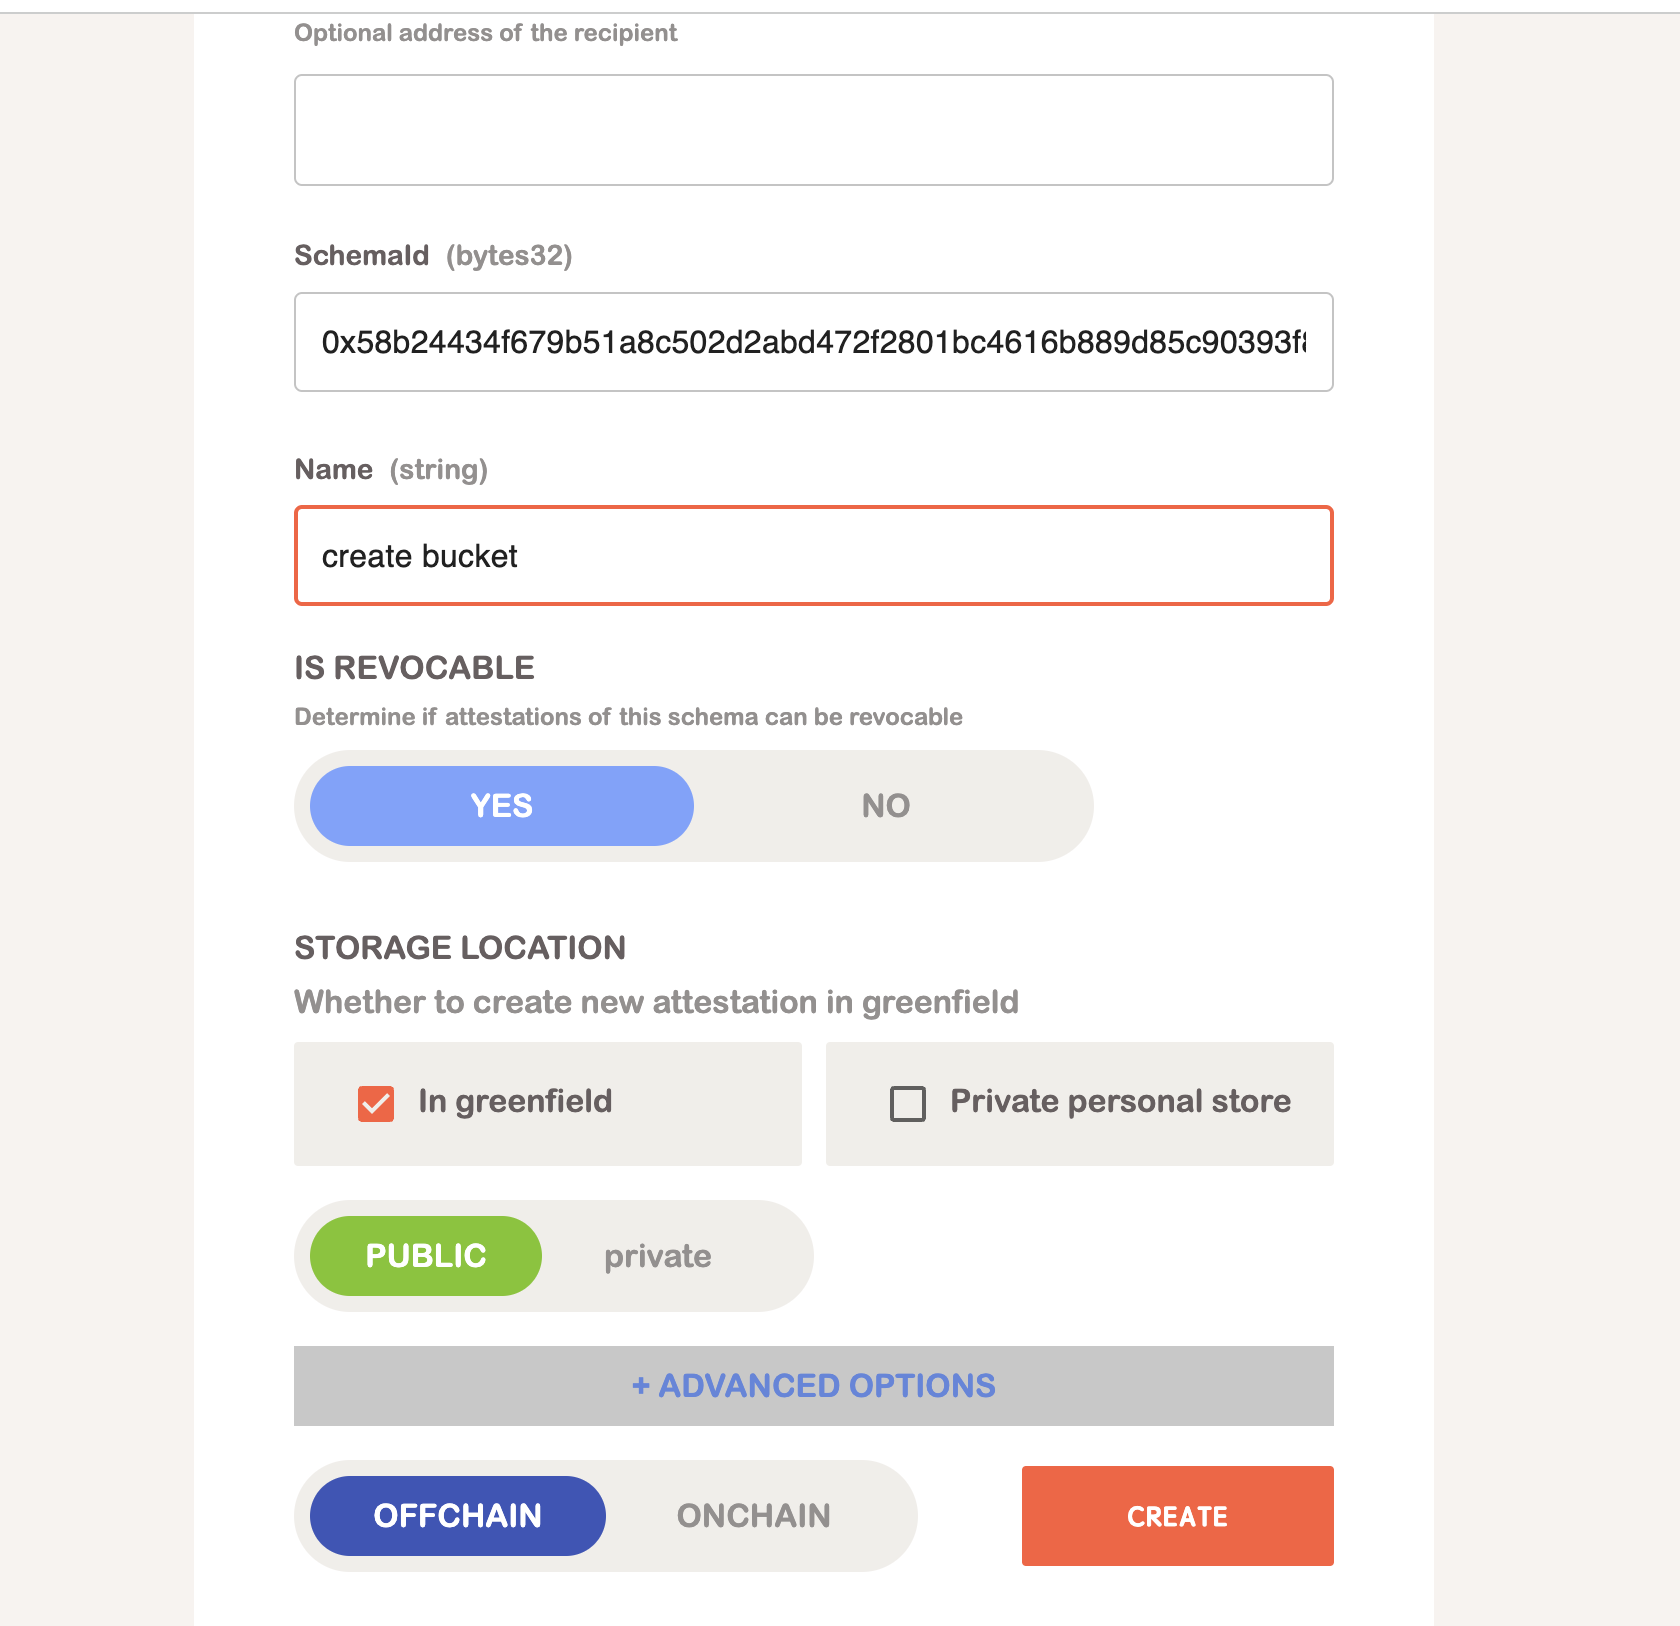 Optional address of the recipient
SchemaId (bytes32)
0x58b24434f679b51a8c502d2abd472f2801bc4616b889d85c90393f
Name (string)
create bucket
IS REVOCABLE
Determine if attestations of this schema can be revocable
YES NO
STORAGE LOCATION
Whether to create new attestation in greenfield
In greenfield Private personal store
PUBLIC private
+ ADVANCED OPTIONS
OFFCHAIN ONCHAIN CREATE